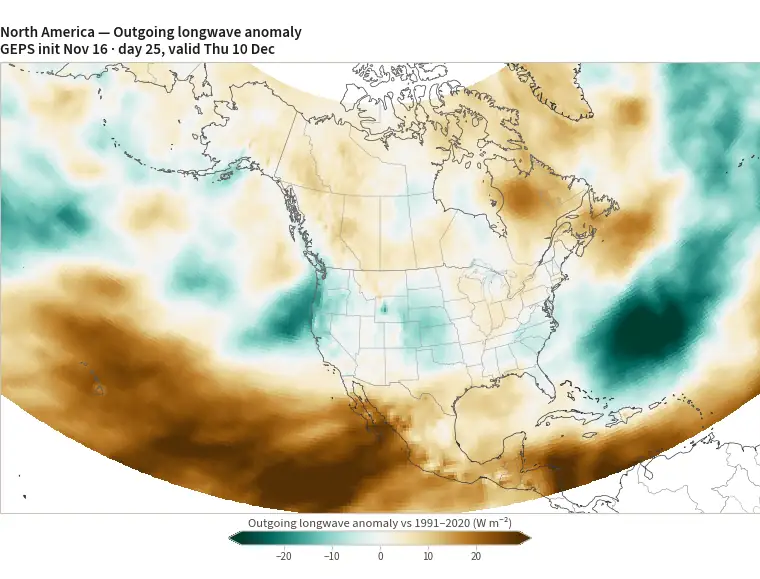 North America — Outgoing longwave anomaly
GEPS init Nov 16 · day 25, valid Thu 10 Dec
Outgoing longwave anomaly vs 1991–2020 (W m⁻²)
−20 −10 0 10 20